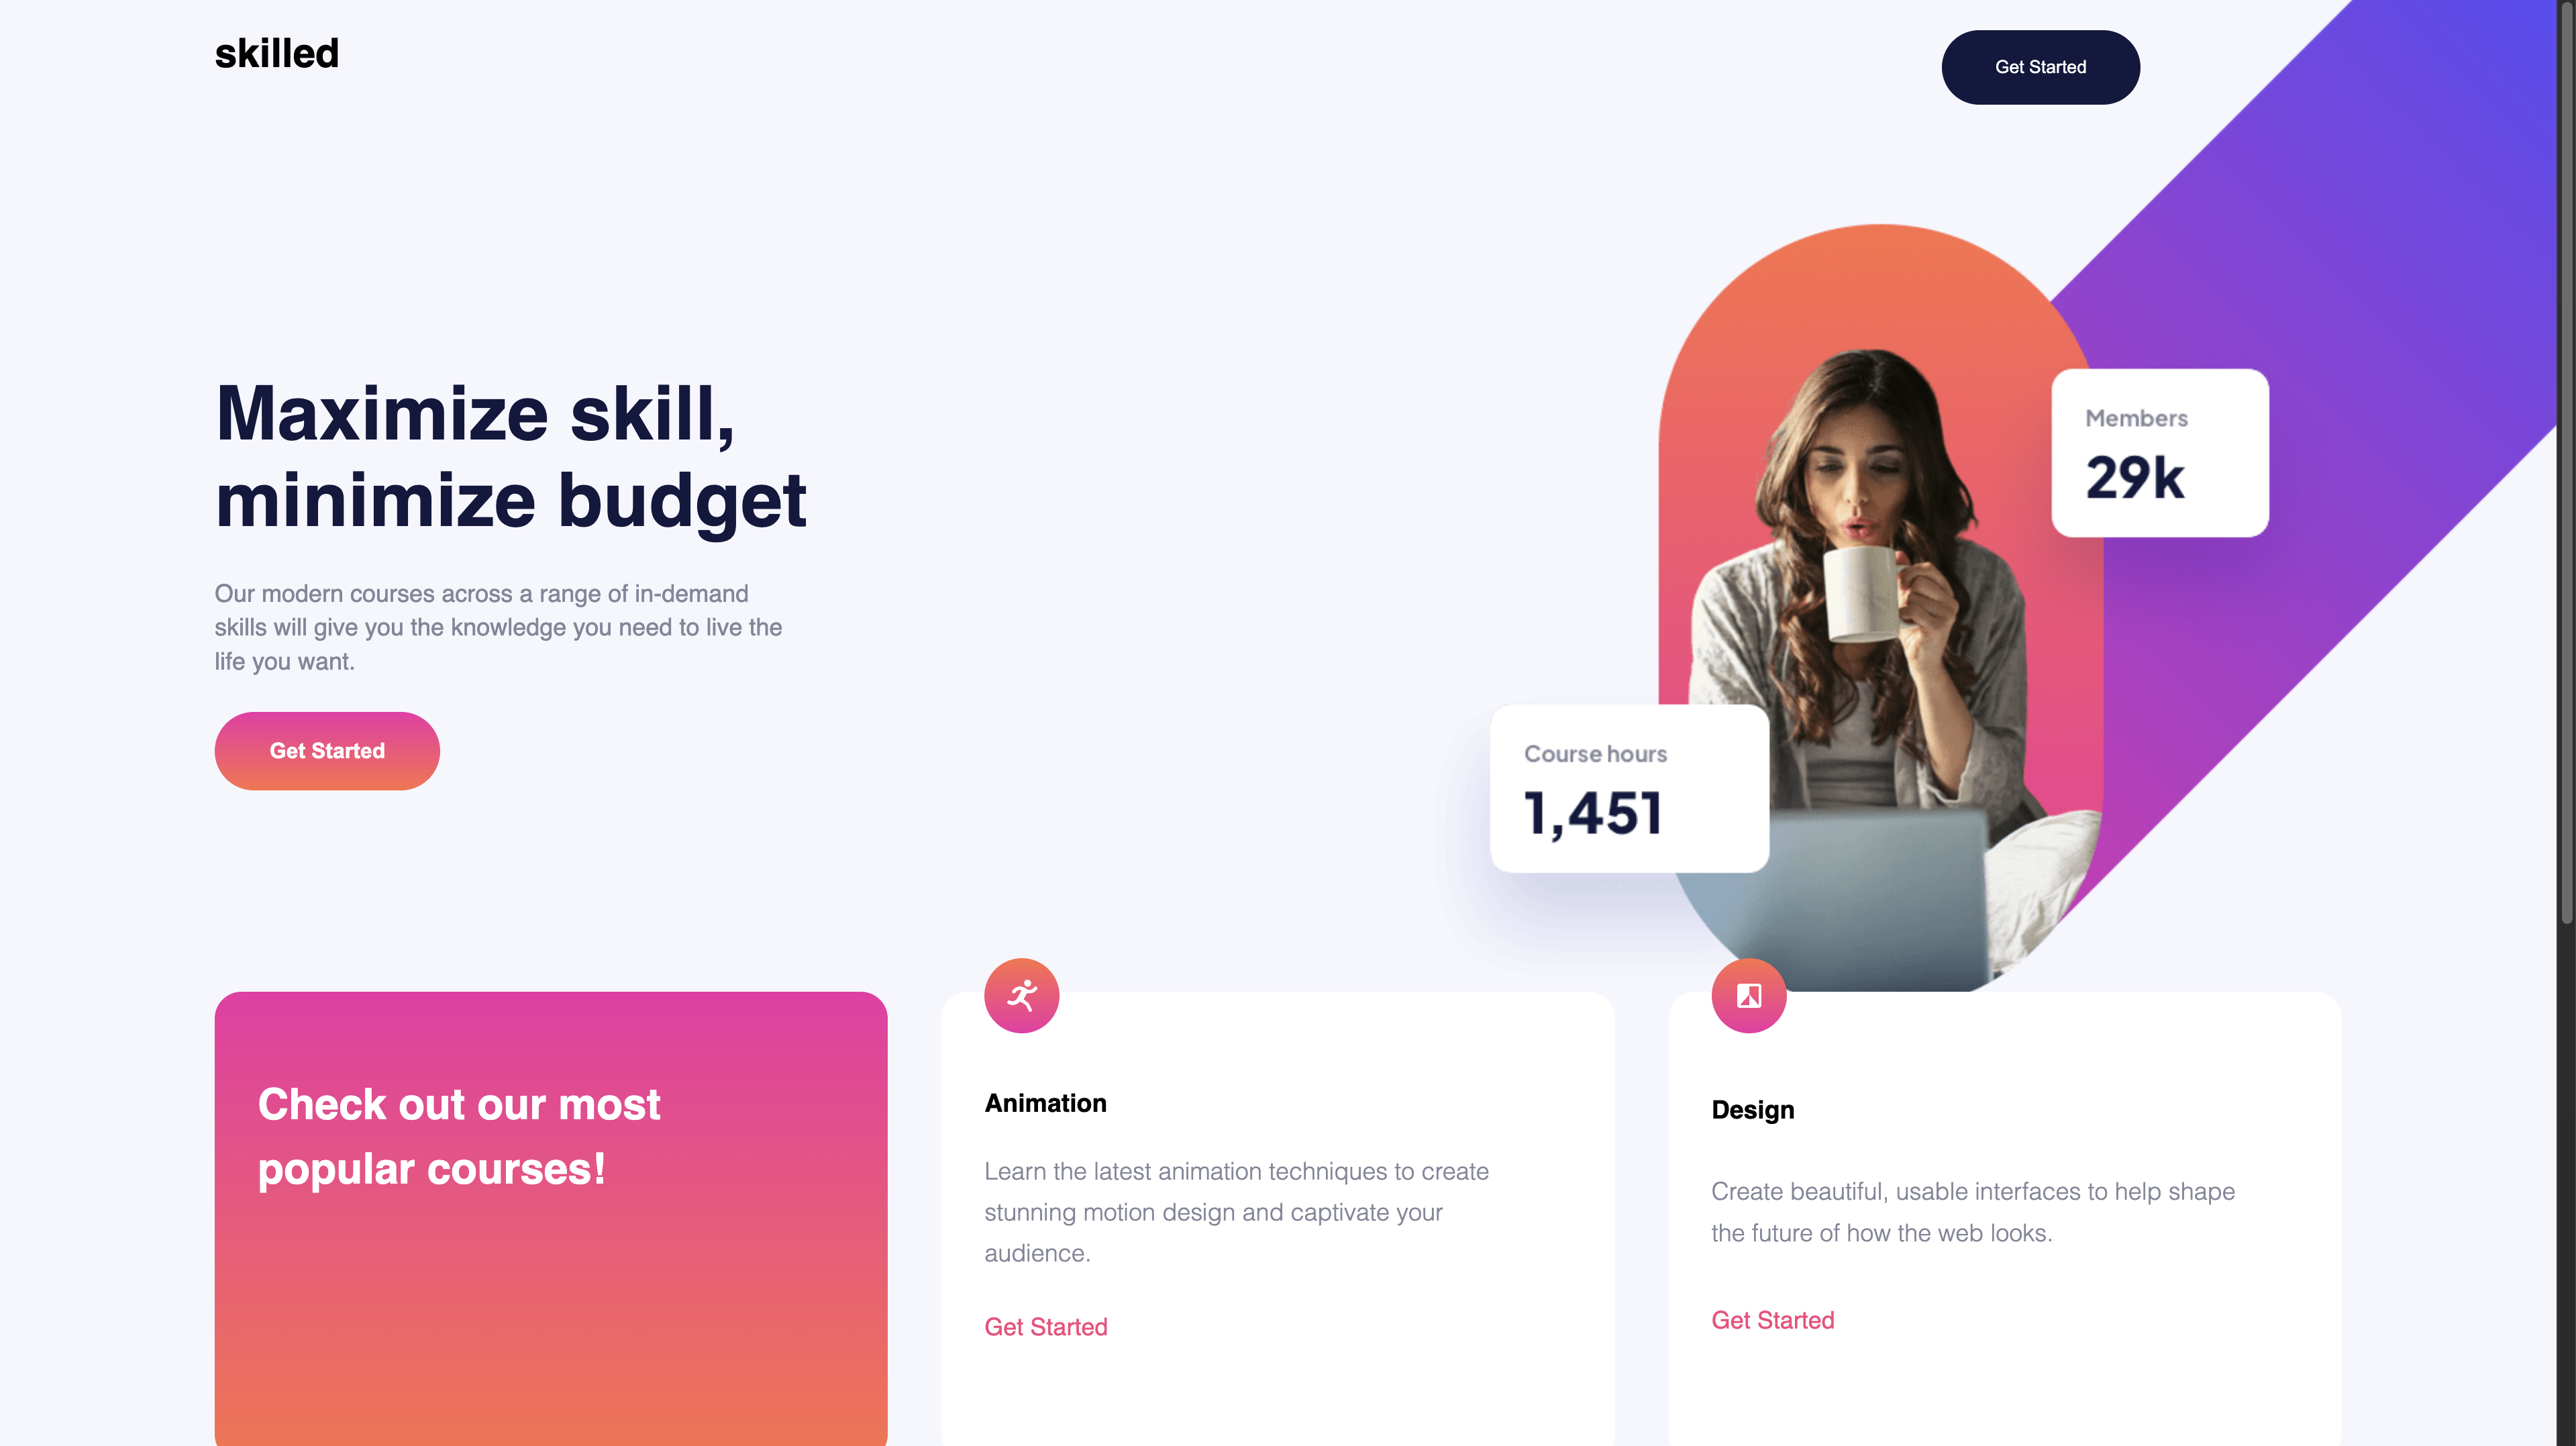 skilled
Get Started
Maximize skill,
minimize budget
Our modern courses across a range of in-demand
skills will give you the knowledge you need to live the
life you want.
Get Started
Members
29k
Course hours
1,451
Check out our most
popular courses!
Animation
Learn the latest animation techniques to create
stunning motion design and captivate your
audience.
Get Started
Design
Create beautiful, usable interfaces to help shape
the future of how the web looks.
Get Started